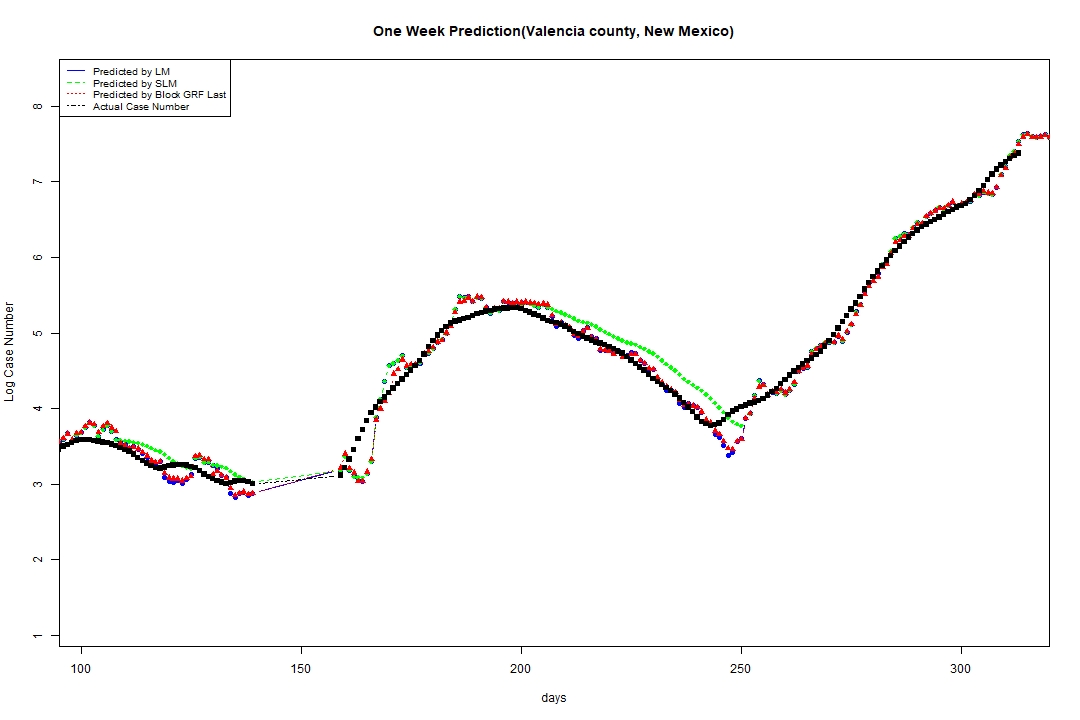 One Week Prediction(Valencia county, New Mexico)
Predicted by LM
Predicted by SLM
Predicted by Block GRF Last
Actual Case Number
Log Case Number
8
7
6
5
4
3
2
1
100 150 200 250 300
days